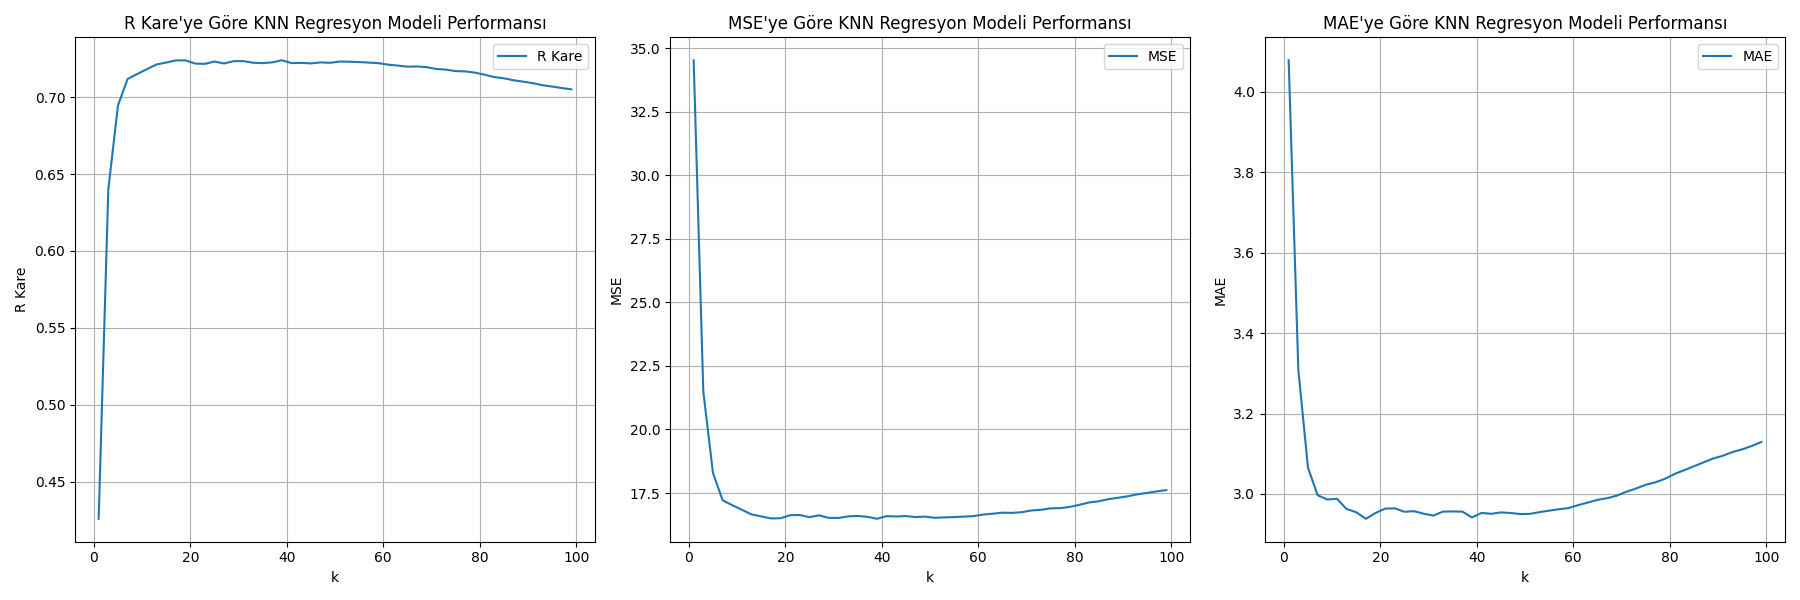 R Kare'ye Göre KNN Regresyon Modeli Performansı
R Kare
0.70
0.65
0.60
0.55
0.50
0.45
R Kare
0 20 40 60 80 100
k
MSE'ye Göre KNN Regresyon Modeli Performansı
MSE
35.0
32.5
30.0
27.5
25.0
22.5
20.0
17.5
MSE
0 20 40 60 80 100
k
MAE'ye Göre KNN Regresyon Modeli Performansı
MAE
4.0
3.8
3.6
3.4
3.2
3.0
MAE
0 20 40 60 80 100
k